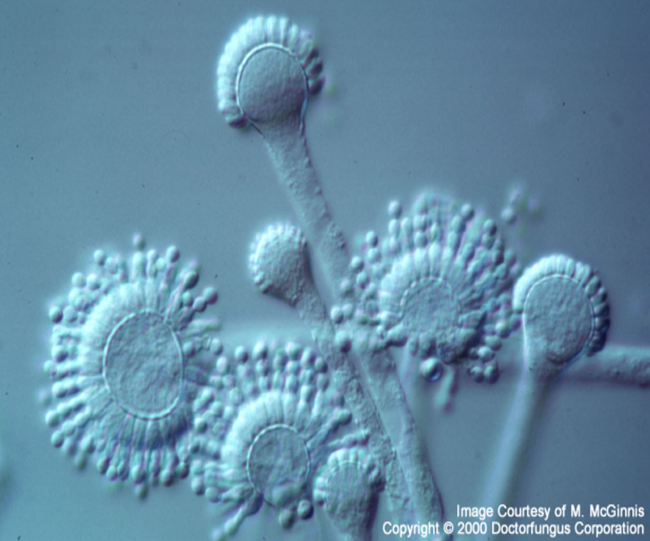 Image Courtesy of M. McGinnis
Copyright © 2000 Doctorfungus Corporation